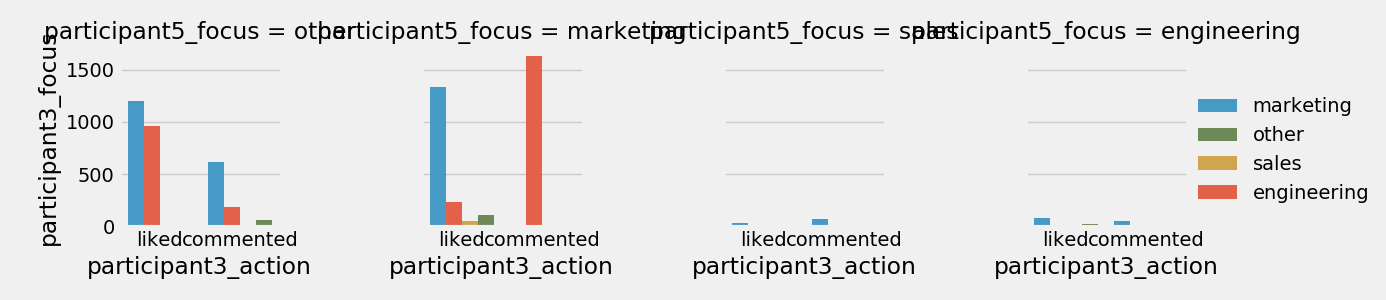 participant5_focus = other
participant5_focus = marketing
participant5_focus = sales
participant5_focus = engineering
participant3_focus
1500
1000
500
0
liked commented
liked commented
liked commented
liked commented
participant3_action
participant3_action
participant3_action
participant3_action
marketing
other
sales
engineering